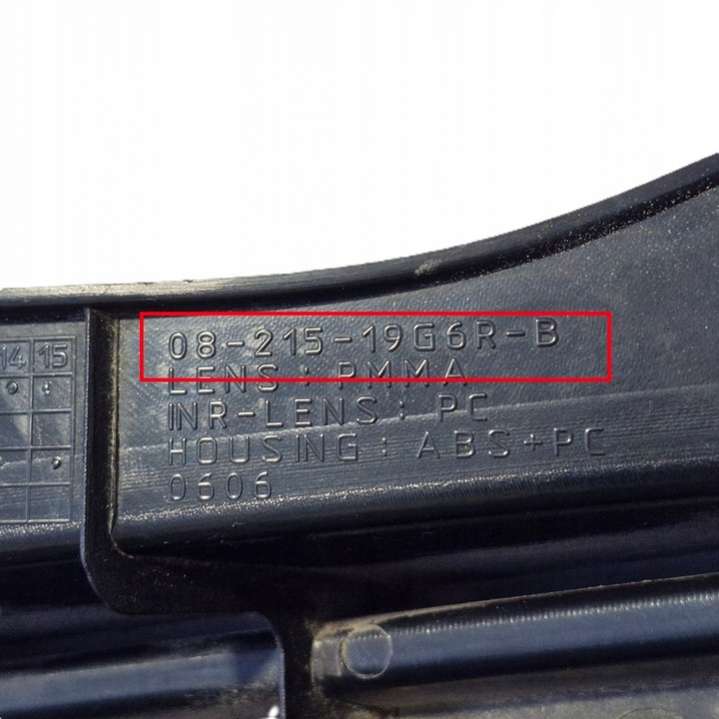 14 15
08-215-19G6R-B
LENS: PMMA
INR-LENS: PC
HOUSING: ABS+PC
0606